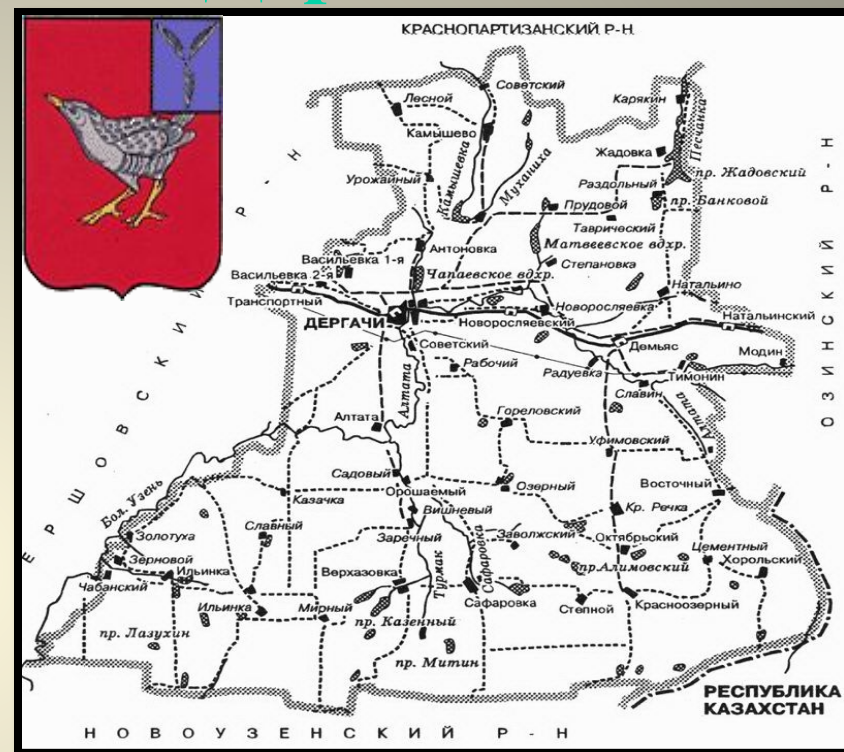 КРАСНОПАРТИЗАНСКИЙ Р-Н
Советский
Лесной
Карякин
Камышево
Песчанка
Жадовка
пр. Жадовский
Урожайный
Камышевка
Муханиха
Раздольный
пр. Банковой
Прудовой
Таврический
Антоновка
Матвеевское вдхр.
Васильевка 1-я
Степановка
Васильевка 2-я
Чапаевское вдхр.
Натальино
Транспортный
Новоросляевка
ДЕРГАЧИ
Новоросляевский
Натальинский
Советский
Демьяс
Рабочий
Радуевка
Модин
Тимонин
Алтата
Славин
Алтата
Гореловский
Уфимовский
Садовый
Казачка
Орошаемый
Озерный
Восточный
Бол. Узень
Вишневый
Кр. Речка
Золотуха
Славный
Заречный
Заволжский
Октябрьский
Цементный
Зерновой
Ильинка
Хорольский
Чабанский
Верхазовка
Турмак
Сафаровка
пр.Алимовский
Ильинка
Мирный
пр. Казенный
Сафаровка
Степной
Красноозерный
пр. Лазухин
пр. Митин
РЕСПУБЛИКА
КАЗАХСТАН
НОВОУЗЕНСКИЙ Р-Н
ЕРШОВСКИЙ Р-Н
ОЗИНСКИЙ Р-Н